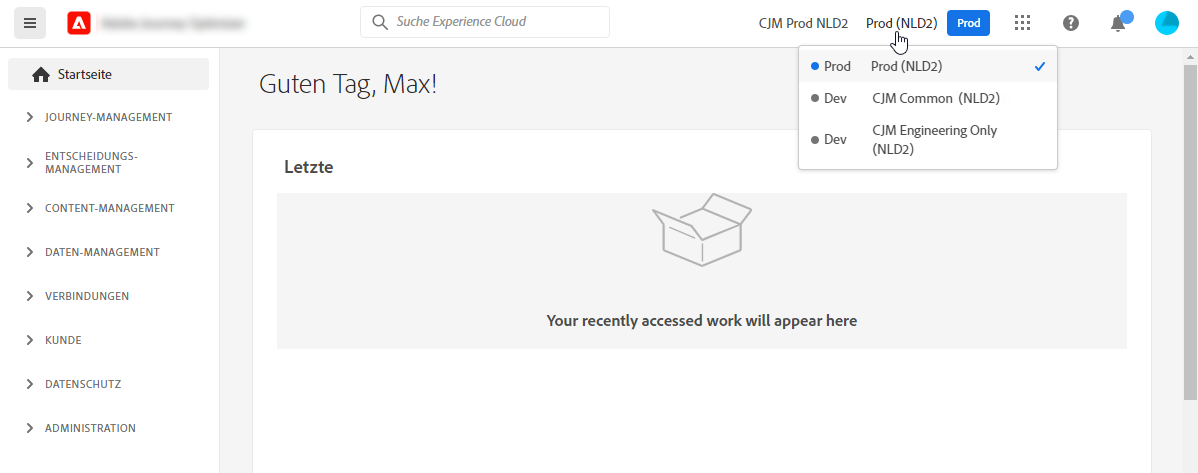 Suche Experience Cloud
CJM Prod NLD2
Prod (NLD2)
Prod
Prod Prod (NLD2)
Dev CJM Common (NLD2)
Dev CJM Engineering Only
(NLD2)
Startseite
JOURNEY-MANAGEMENT
ENTSCHEIDUNGS-
MANAGEMENT
CONTENT-MANAGEMENT
DATEN-MANAGEMENT
VERBINDUNGEN
KUNDE
DATENSCHUTZ
ADMINISTRATION
Guten Tag, Max!
Letzte
Your recently accessed work will appear here